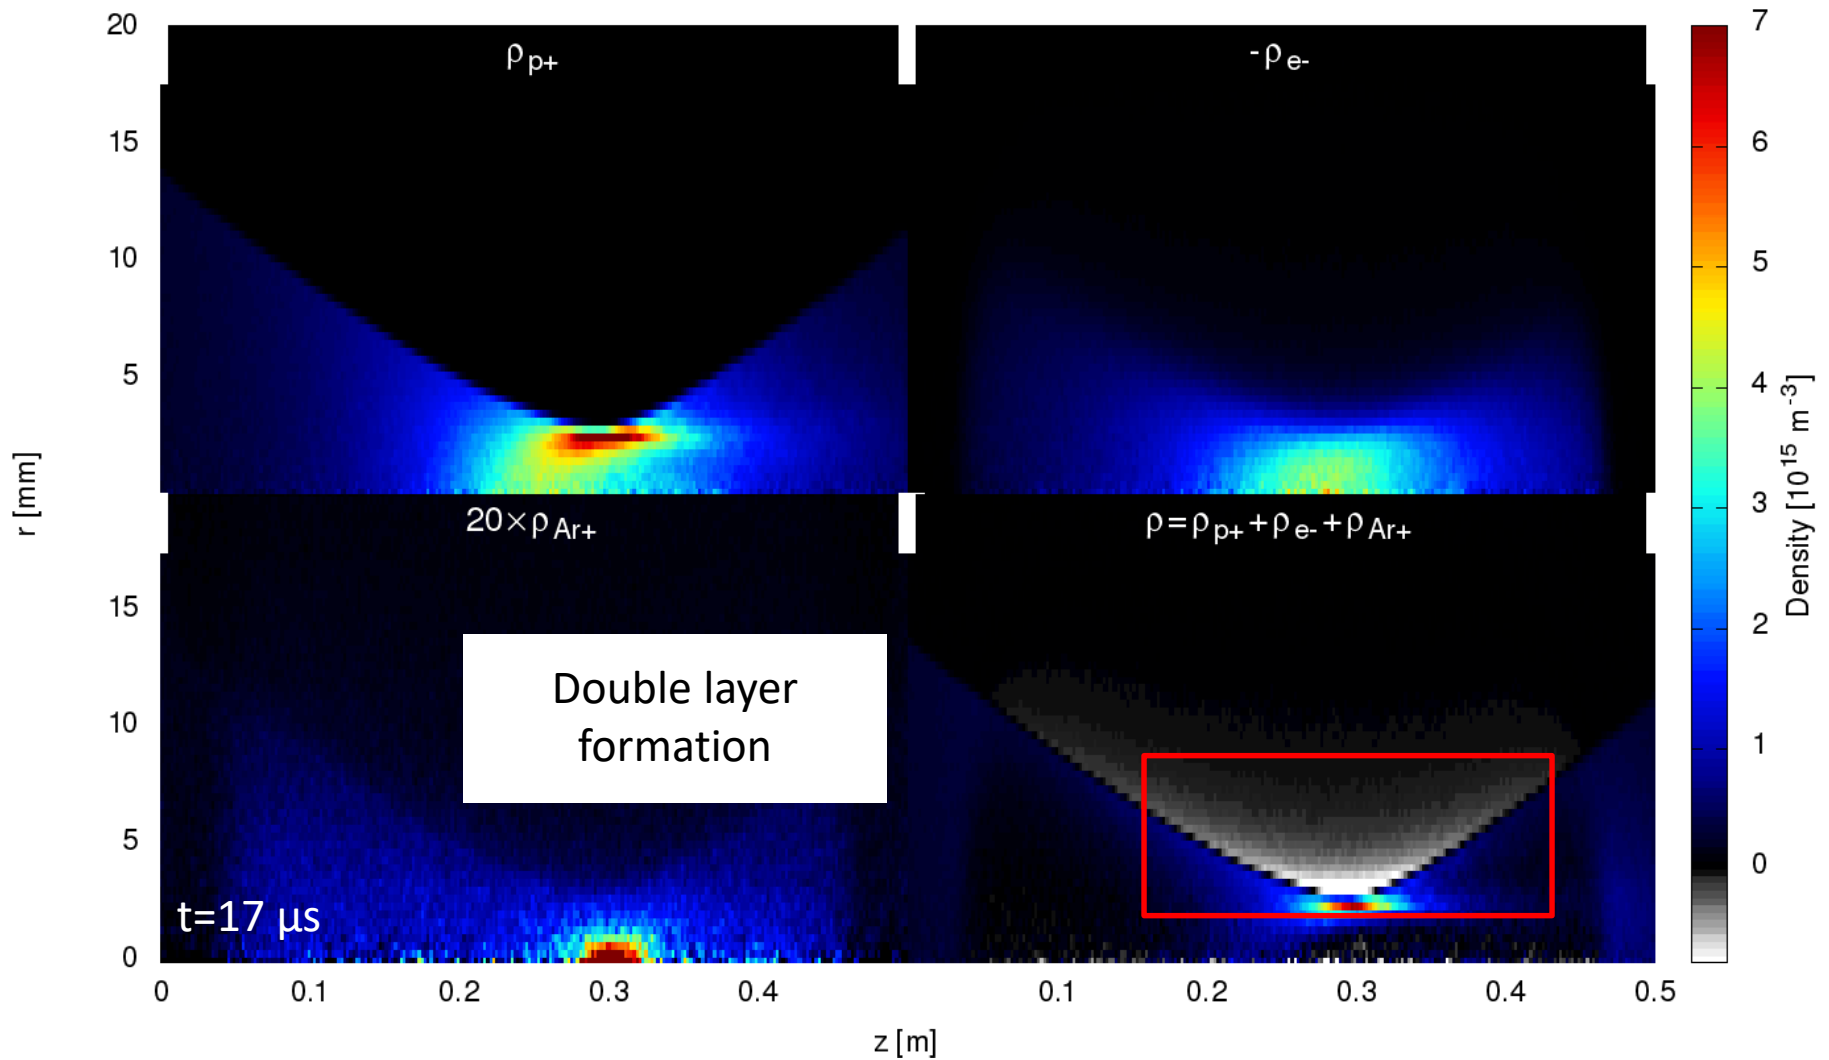 20
15
10
5
r [mm]
ρp+
-ρe-
20×ρAr+
ρ=ρp++ρe-+ρAr+
15
10
5
0
Double layer
formation
t=17 μs
0 0.1 0.2 0.3 0.4
0.1 0.2 0.3 0.4 0.5
z [m]
7
6
5
4
3
2
1
0
Density [10¹⁵ m⁻³]